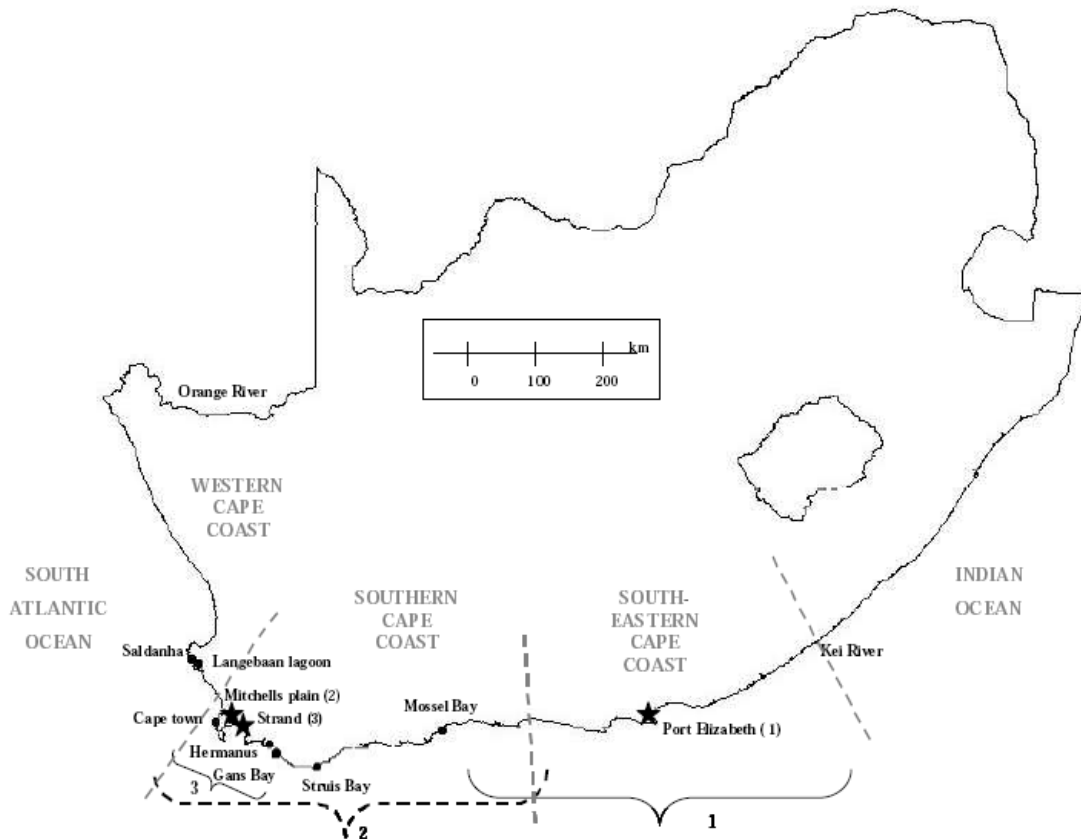 km
0 100 200
Orange River
WESTERN
CAPE
COAST
SOUTH
ATLANTIC
OCEAN
SOUTHERN
CAPE
COAST
SOUTH-
EASTERN
CAPE
COAST
INDIAN
OCEAN
Saldanha
Langebaan lagoon
Kei River
Mitchells plain (2)
Cape town
Strand (3)
Mossel Bay
Port Elizabeth ( 1)
Hermanus
Gans Bay
Struis Bay
3
2
1